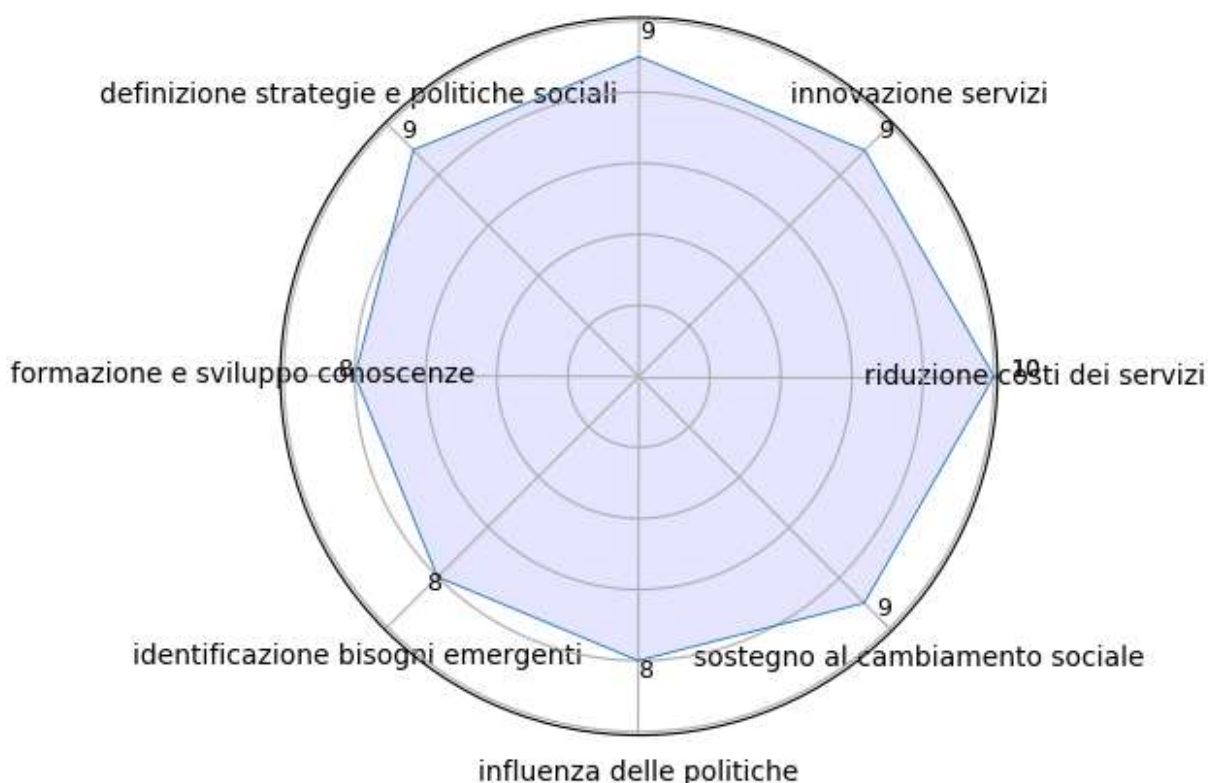 9
definizione strategie e politiche sociali
innovazione servizi
9
9
formazione e sviluppo conoscenze
8
riduzione costi dei servizi
10
8
9
identificazione bisogni emergenti
sostegno al cambiamento sociale
8
influenza delle politiche